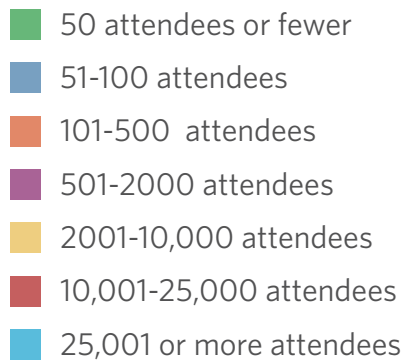 50 attendees or fewer
51-100 attendees
101-500 attendees
501-2000 attendees
2001-10,000 attendees
10,001-25,000 attendees
25,001 or more attendees